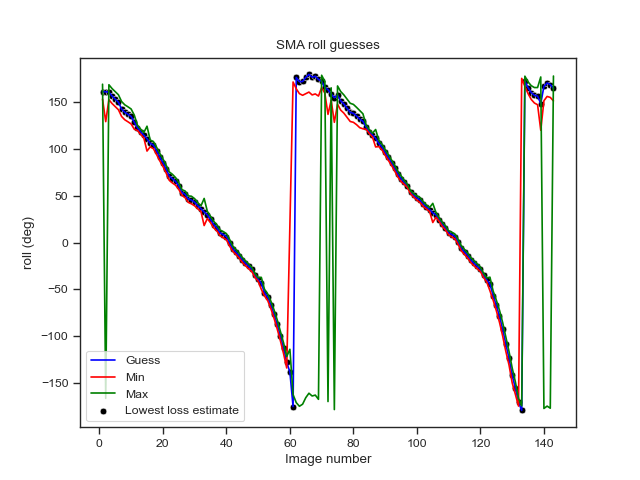 SMA roll guesses
roll (deg)
150
100
50
0
−50
−100
−150
Guess
Min
Max
Lowest loss estimate
0 20 40 60 80 100 120 140
Image number